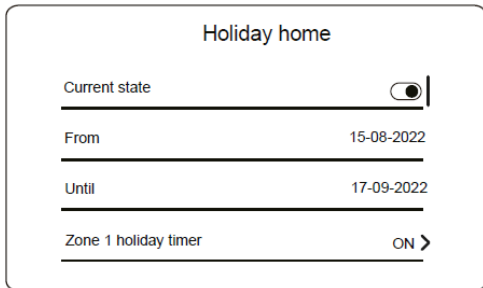 Holiday home
Current state
From 15-08-2022
Until 17-09-2022
Zone 1 holiday timer ON